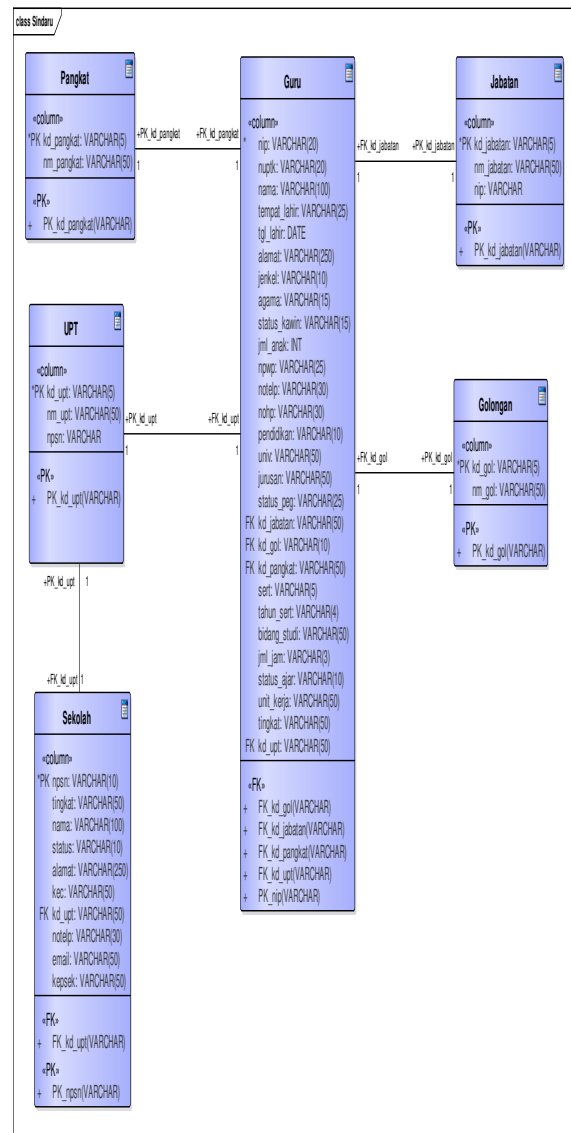 class Sindaru
Pangkat
«column»
*PK kd_pangkat: VARCHAR(5)
nm_pangkat: VARCHAR(50)
«PK»
+ PK_kd_pangkat(VARCHAR)
+PK_kd_pangkat
+FK_kd_pangkat
1
1
Guru
«column»
* nip: VARCHAR(20)
nuptk: VARCHAR(20)
nama: VARCHAR(100)
tempat_lahir: VARCHAR(25)
tgl_lahir: DATE
alamat: VARCHAR(250)
jenkel: VARCHAR(10)
agama: VARCHAR(15)
status_kawin: VARCHAR(15)
jml_anak: INT
npwp: VARCHAR(25)
notelp: VARCHAR(30)
nohp: VARCHAR(30)
pendidikan: VARCHAR(10)
univ: VARCHAR(50)
jurusan: VARCHAR(50)
status_peg: VARCHAR(25)
FK kd_jabatan: VARCHAR(50)
FK kd_gol: VARCHAR(10)
FK kd_pangkat: VARCHAR(50)
sert: VARCHAR(5)
tahun_sert: VARCHAR(4)
bidang_studi: VARCHAR(50)
jml_jam: VARCHAR(3)
status_ajar: VARCHAR(10)
unit_kerja: VARCHAR(50)
tingkat: VARCHAR(50)
FK kd_upt: VARCHAR(50)
«FK»
+ FK_kd_gol(VARCHAR)
+ FK_kd_jabatan(VARCHAR)
+ FK_kd_pangkat(VARCHAR)
+ FK_kd_upt(VARCHAR)
+ PK_nip(VARCHAR)
+FK_kd_jabatan
+PK_kd_jabatan
1
1
Jabatan
«column»
*PK kd_jabatan: VARCHAR(5)
nm_jabatan: VARCHAR(50)
nip: VARCHAR
«PK»
+ PK_kd_jabatan(VARCHAR)
UPT
«column»
*PK kd_upt: VARCHAR(5)
nm_upt: VARCHAR(50)
npsn: VARCHAR
«PK»
+ PK_kd_upt(VARCHAR)
+PK_kd_upt
+FK_kd_upt
1
1
+FK_kd_gol
+PK_kd_gol
1
1
Golongan
«column»
*PK kd_gol: VARCHAR(5)
nm_gol: VARCHAR(50)
«PK»
+ PK_kd_gol(VARCHAR)
+PK_kd_upt 1
+FK_kd_upt 1
Sekolah
«column»
*PK npsn: VARCHAR(10)
tingkat: VARCHAR(50)
nama: VARCHAR(100)
status: VARCHAR(10)
alamat: VARCHAR(250)
kec: VARCHAR(50)
FK kd_upt: VARCHAR(50)
notelp: VARCHAR(30)
email: VARCHAR(50)
kepsek: VARCHAR(50)
«FK»
+ FK_kd_upt(VARCHAR)
«PK»
+ PK_npsn(VARCHAR)